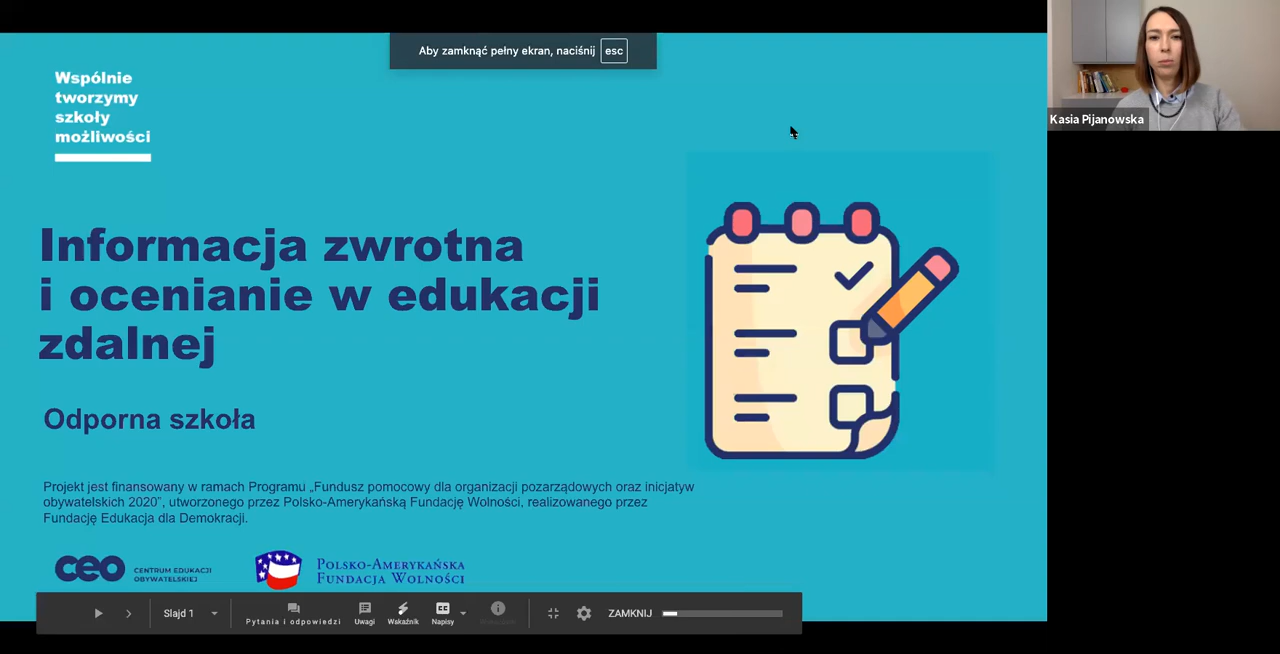 Aby zamknąć pełny ekran, naciśnij esc
Kasia Pijanowska
Wspólnie
tworzymy
szkoły
możliwości
Informacja zwrotna
i ocenianie w edukacji
zdalnej
Odporna szkoła
Projekt jest finansowany w ramach Programu „Fundusz pomocowy dla organizacji pozarządowych oraz inicjatyw
obywatelskich 2020”, utworzonego przez Polsko-Amerykańską Fundację Wolności, realizowanego przez
Fundację Edukacja dla Demokracji.
ceo CENTRUM EDUKACJI
OBYWATELSKIEJ
Polsko-Amerykańska
Fundacja Wolności
Slajd 1
Pytania i odpowiedzi
Uwagi
Wskaźnik
Napisy
ZAMKNIJ